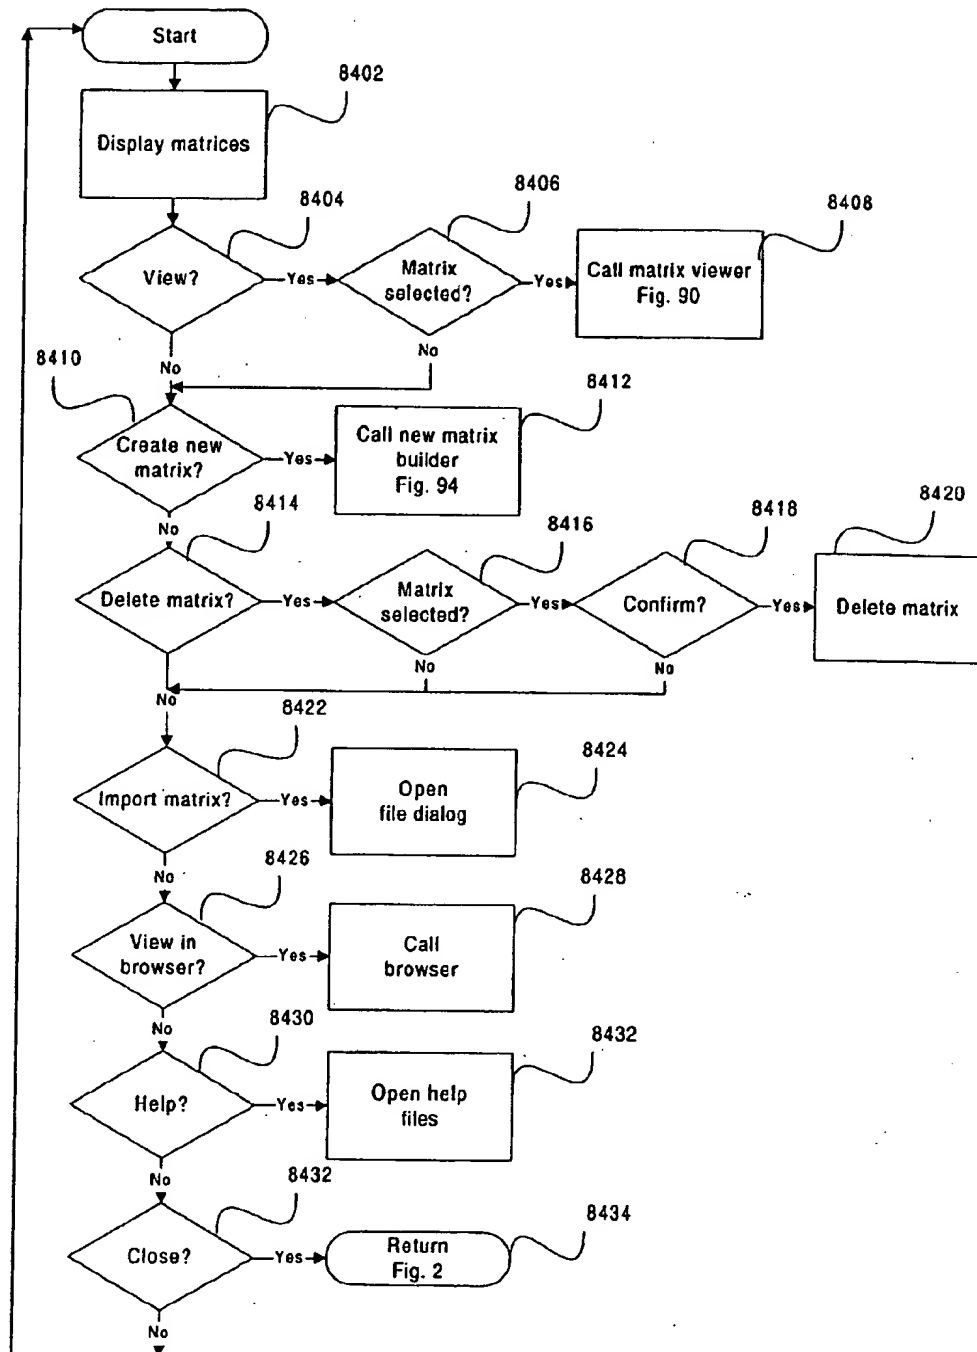 Start
8402
Display matrices
8404
8406
8408
View?
Yes
Matrix
selected?
Yes
Call matrix viewer
Fig. 90
No
No
8410
8412
Create new
matrix?
Yes
Call new matrix
builder
Fig. 94
No
8414
8416
8418
8420
Delete matrix?
Yes
Matrix
selected?
Yes
Confirm?
Yes
Delete matrix
No
No
No
8422
8424
Import matrix?
Yes
Open
file dialog
No
8426
8428
View in
browser?
Yes
Call
browser
No
8430
8432
Help?
Yes
Open help
files
No
8432
8434
Close?
Yes
Return
Fig. 2
No